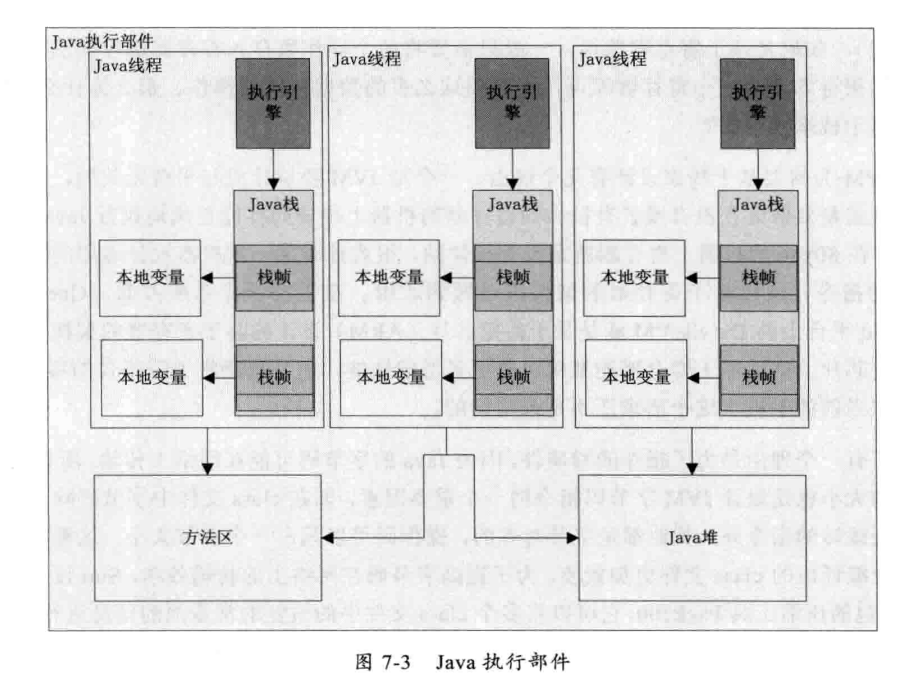 Java执行部件
Java线程
执行引
擎
Java栈
本地变量
栈帧
本地变量
栈帧
Java线程
执行引
擎
Java栈
本地变量
栈帧
本地变量
栈帧
Java线程
执行引
擎
Java栈
本地变量
栈帧
本地变量
栈帧
方法区
Java堆
图 7-3 Java 执行部件